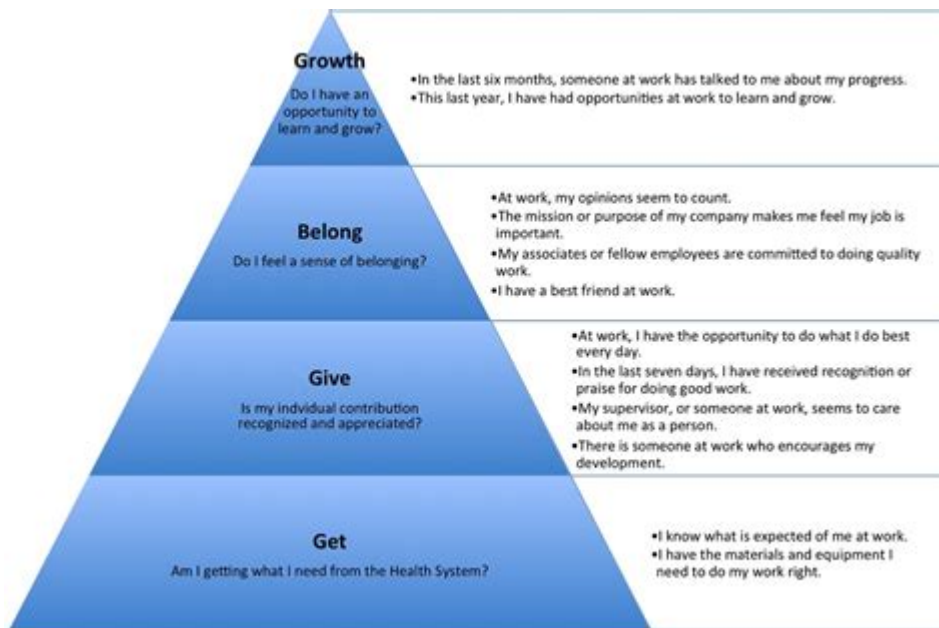 Growth
Do I have an
opportunity to
learn and grow?
•In the last six months, someone at work has talked to me about my progress.
•This last year, I have had opportunities at work to learn and grow.
Belong
Do I feel a sense of belonging?
•At work, my opinions seem to count.
•The mission or purpose of my company makes me feel my job is
important.
•My associates or fellow employees are committed to doing quality
work.
•I have a best friend at work.
Give
Is my indvidual contribution
recognized and appreciated?
•At work, I have the opportunity to do what I do best
every day.
•In the last seven days, I have received recognition or
praise for doing good work.
•My supervisor, or someone at work, seems to care
about me as a person.
•There is someone at work who encourages my
development.
Get
Am I getting what I need from the Health System?
•I know what is expected of me at work.
•I have the materials and equipment I
need to do my work right.